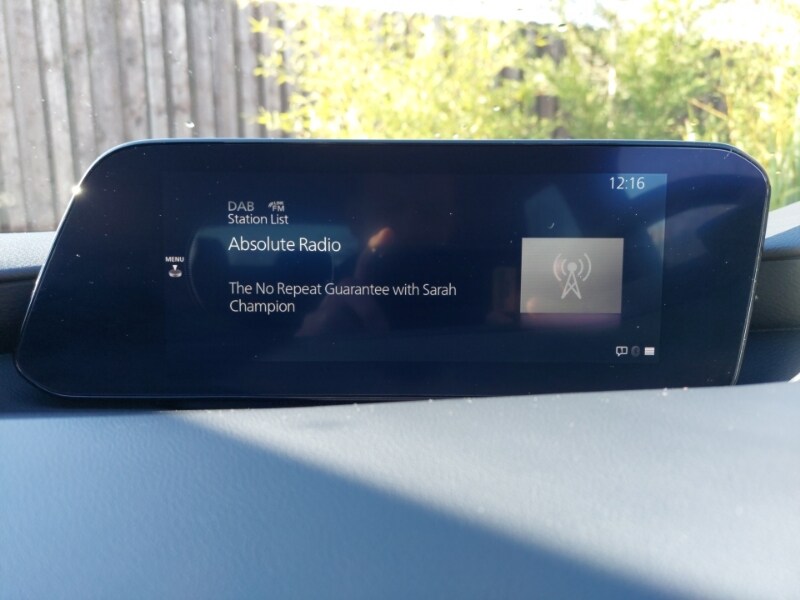 12:16
DAB FM
Station List
Absolute Radio
MENU
The No Repeat Guarantee with Sarah
Champion